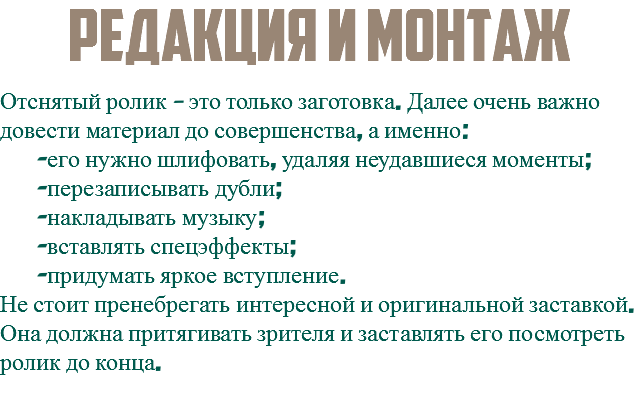 РЕДАКЦИЯ И МОНТАЖ
Отснятый ролик - это только заготовка. Далее очень важно
довести материал до совершенства, а именно:
-его нужно шлифовать, удаляя неудавшиеся моменты;
-перезаписывать дубли;
-накладывать музыку;
-вставлять спецэффекты;
-придумать яркое вступление.
Не стоит пренебрегать интересной и оригинальной заставкой.
Она должна притягивать зрителя и заставлять его посмотреть
ролик до конца.